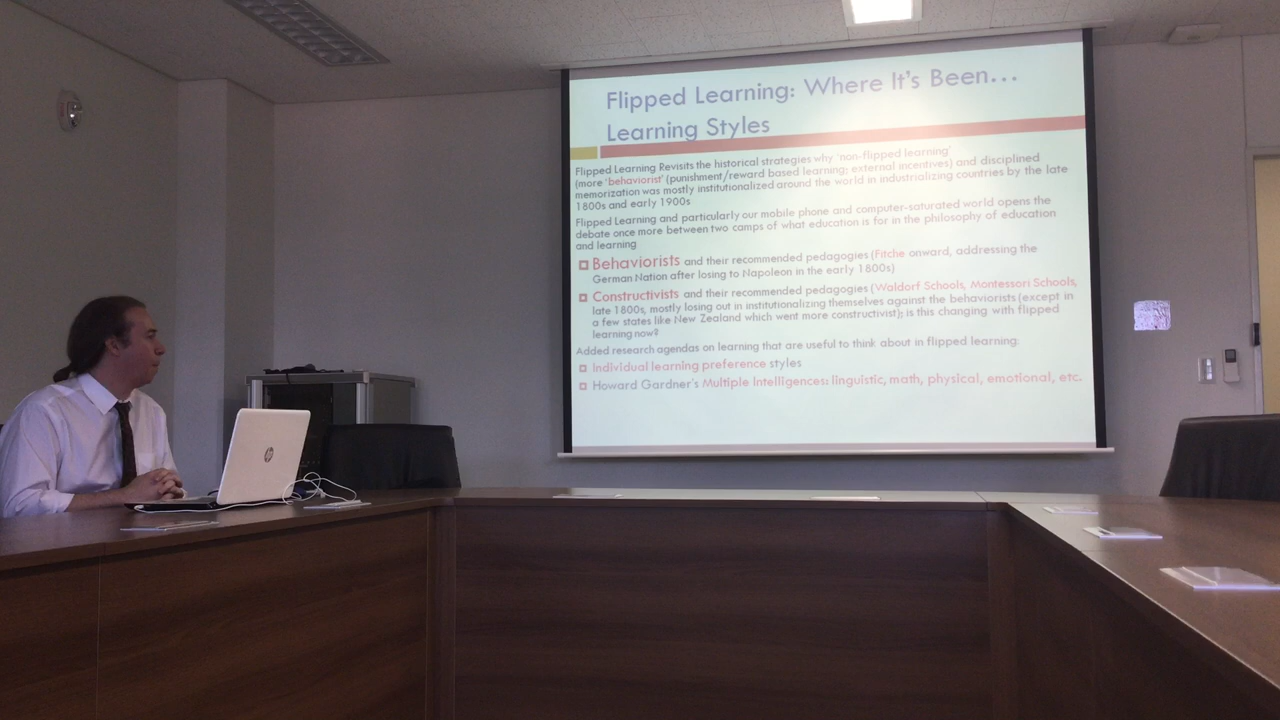 Flipped Learning: Where It's Been…
Learning Styles
Flipped Learning Revisits the historical strategies why 'non-flipped learning'
(more 'behaviorist' (punishment/reward based learning; external incentives) and disciplined
memorization was mostly institutionalized around the world in industrializing countries by the late
1800s and early 1900s
Flipped Learning and particularly our mobile phone and computer-saturated world opens the
debate once more between two camps of what education is for in the philosophy of education
and learning
Behaviorists and their recommended pedagogies (Fitche onward, addressing the
German Nation after losing to Napoleon in the early 1800s)
Constructivists and their recommended pedagogies (Waldorf Schools, Montessori Schools,
late 1800s, mostly losing out in institutionalizing themselves against the behaviorists (except in
a few states like New Zealand which went more constructivist); is this changing with flipped
learning now?
Added research agendas on learning that are useful to think about in flipped learning:
Individual learning preference styles
Howard Gardner's Multiple Intelligences: linguistic, math, physical, emotional, etc.
hp